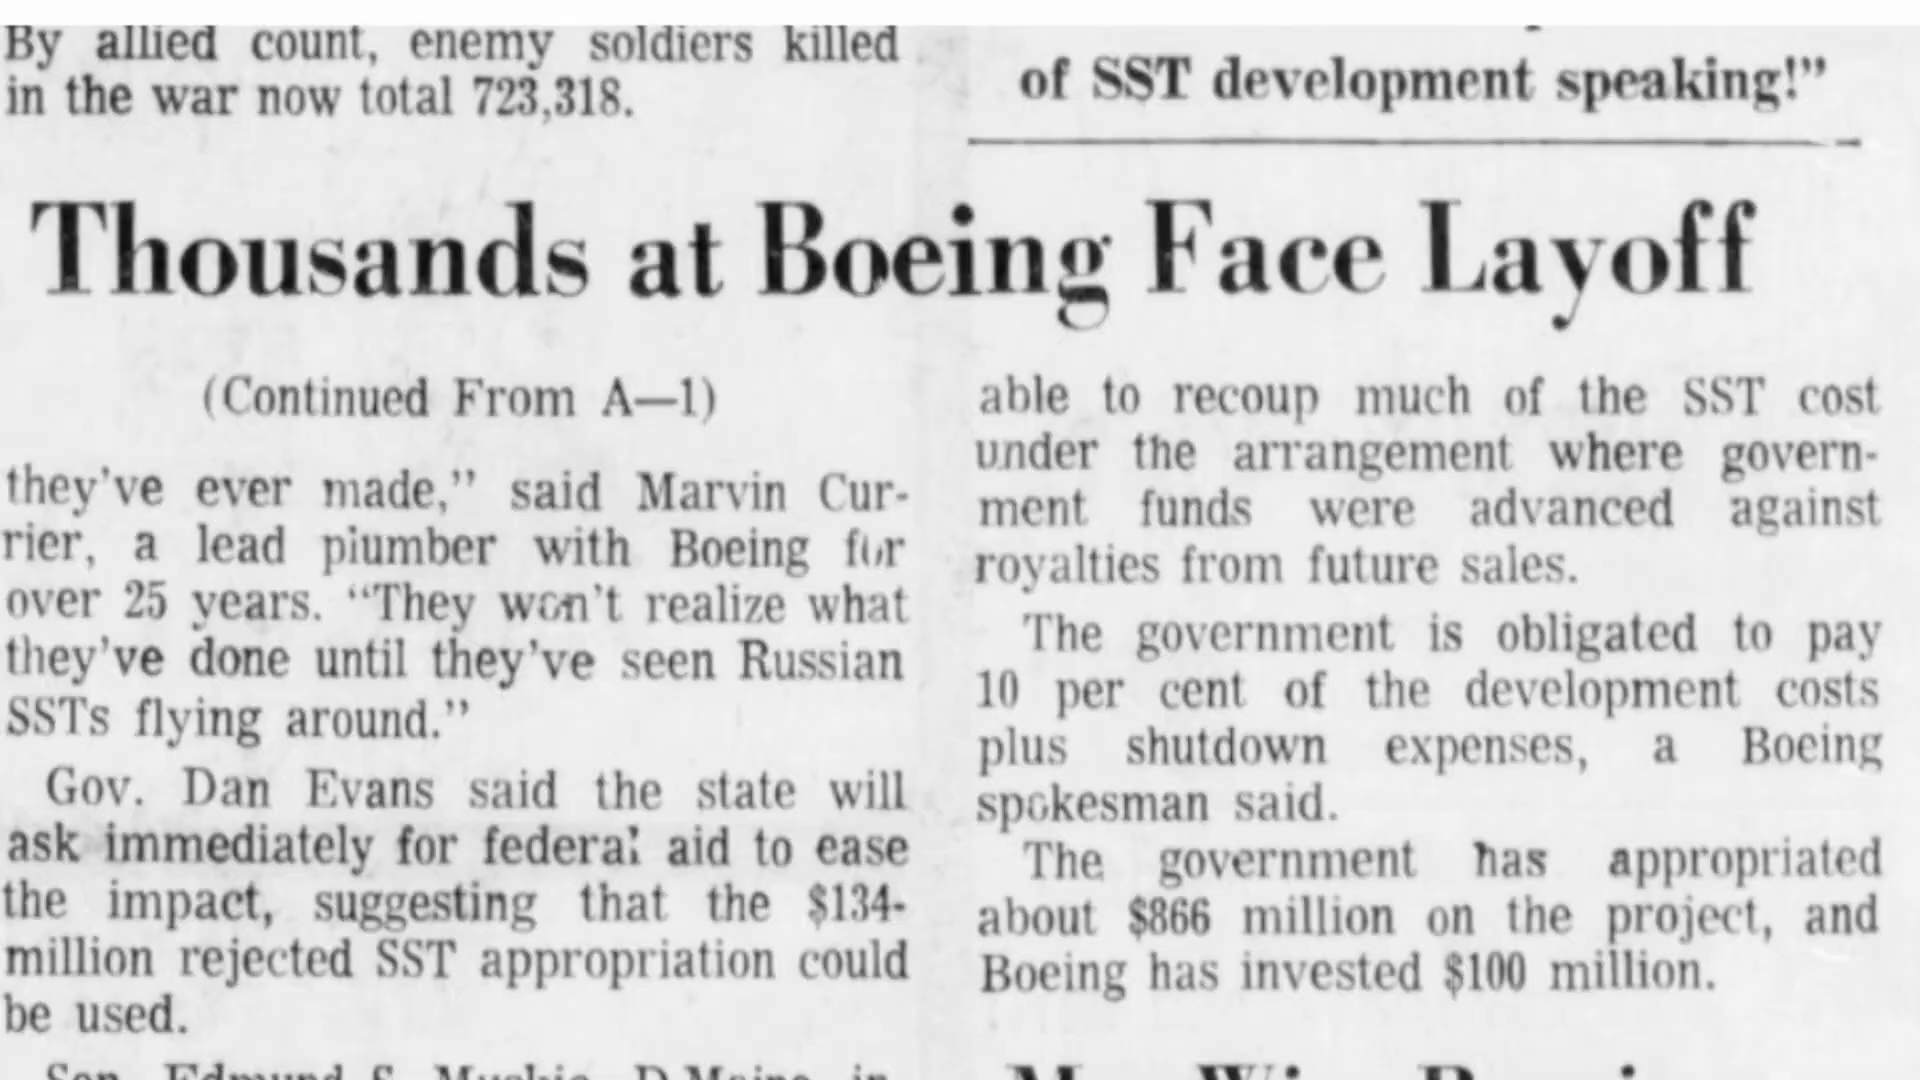 By allied count, enemy soldiers killed
in the war now total 723,318.
of SST development speaking!”
Thousands at Boeing Face Layoff
(Continued From A—1)
they've ever made,” said Marvin Cur-
rier, a lead plumber with Boeing for
over 25 years. “They won't realize what
they've done until they've seen Russian
SSTs flying around.”
Gov. Dan Evans said the state will
ask immediately for federal aid to ease
the impact, suggesting that the $134-
million rejected SST appropriation could
be used.
Sen. Edmund S. Muskie, D-Maine, in
able to recoup much of the SST cost
under the arrangement where govern-
ment funds were advanced against
royalties from future sales.
The government is obligated to pay
10 per cent of the development costs
plus shutdown expenses, a Boeing
spokesman said.
The government has appropriated
about $866 million on the project, and
Boeing has invested $100 million.